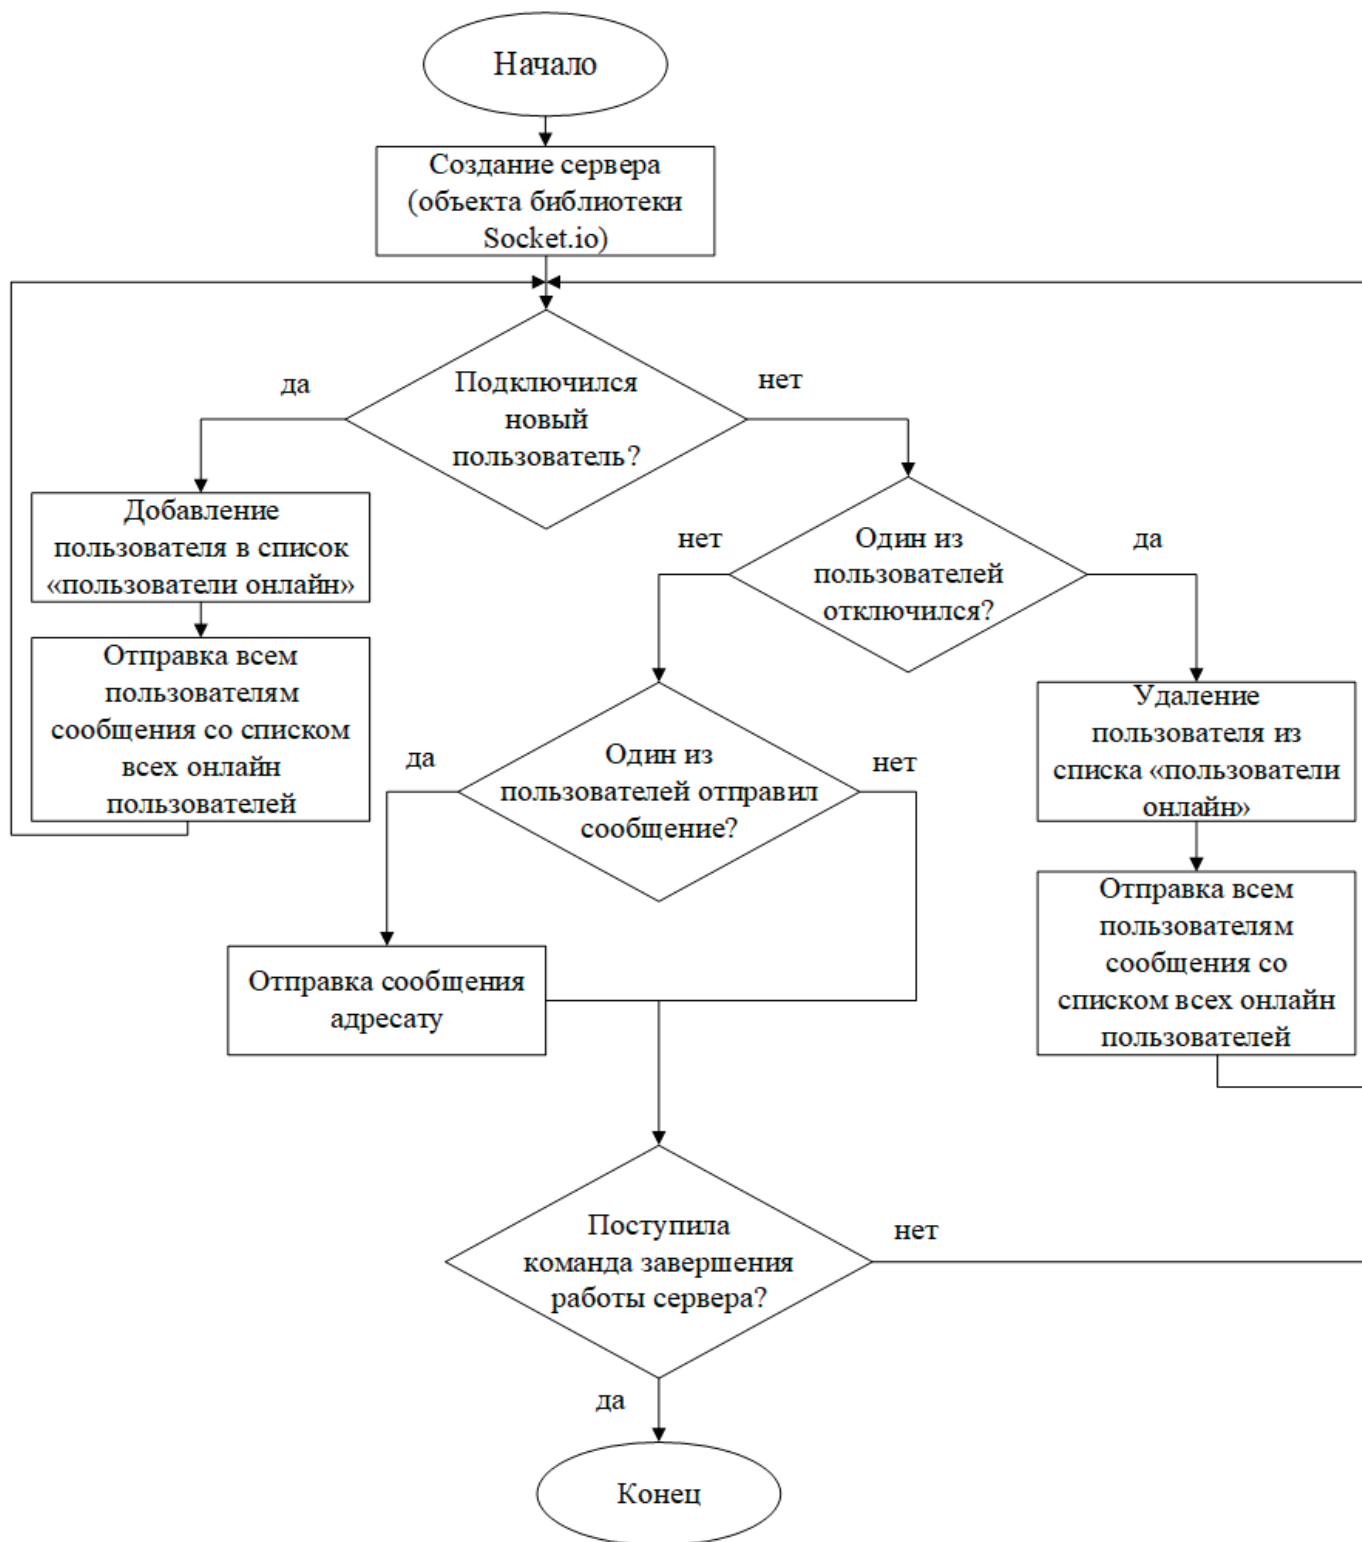 Начало
Создание сервера
(объекта библиотеки
Socket.io)
да
Подключился
новый
пользователь?
нет
Добавление
пользователя в список
«пользователи онлайн»
нет
Один из
пользователей
отключился?
да
Отправка всем
пользователям
сообщения со списком
всех онлайн
пользователей
да
Один из
пользователей отправил
сообщение?
нет
Удаление
пользователя из
списка «пользователи
онлайн»
Отправка сообщения
адресату
Отправка всем
пользователям
сообщения со
списком всех онлайн
пользователей
Поступила
команда завершения
работы сервера?
нет
да
Конец